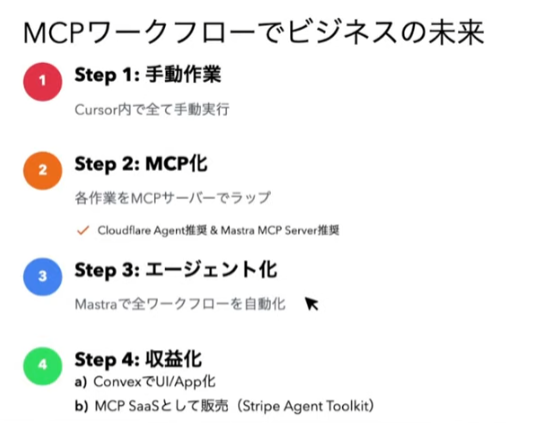 MCPワークフローでビジネスの未来
1
Step 1: 手動作業
Cursor内で全て手動実行
2
Step 2: MCP化
各作業をMCPサーバーでラップ
Cloudflare Agent推奨 & Mastra MCP Server推奨
3
Step 3: エージェント化
Mastraで全ワークフローを自動化
4
Step 4: 収益化
a) ConvexでUI/App化
b) MCP SaaSとして販売（Stripe Agent Toolkit）